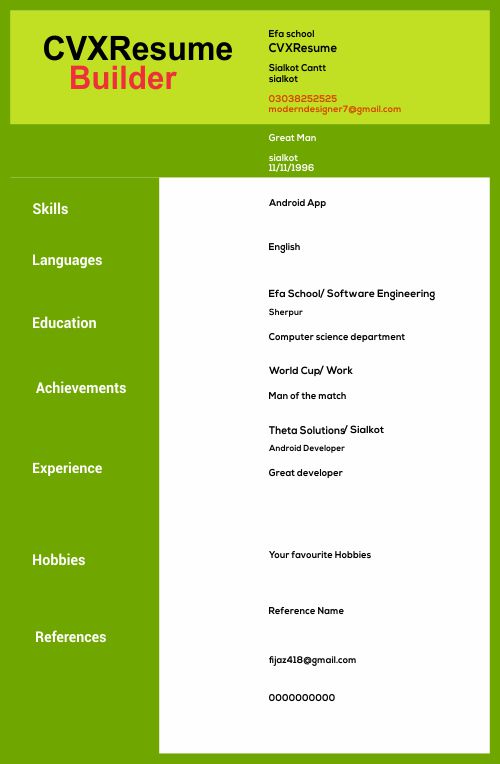 CVXResume
Builder
Efa school
CVXResume
Sialkot Cantt
sialkot
03038252525
moderndesigner7@gmail.com
Great Man
sialkot
11/11/1996
Skills
Android App
Languages
English
Education
Efa School/ Software Engineering
Sherpur
Computer science department
Achievements
World Cup/ Work
Man of the match
Experience
Theta Solutions/ Sialkot
Android Developer
Great developer
Hobbies
Your favourite Hobbies
References
Reference Name
fijaz418@gmail.com
0000000000